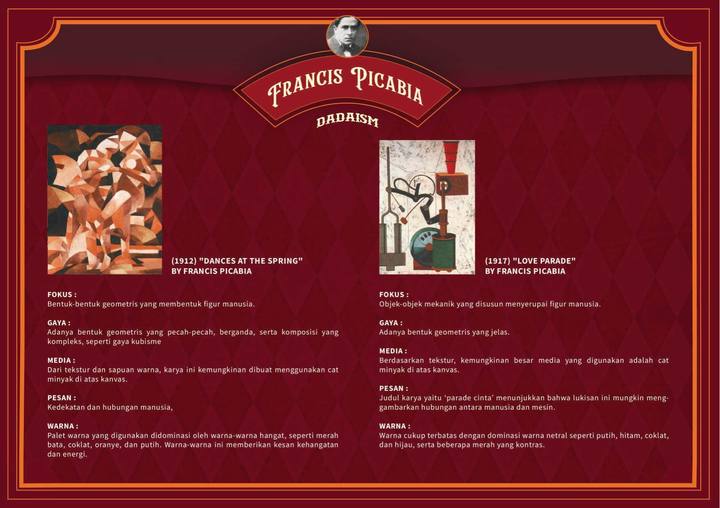 FRANCIS PICABIA
DADAISM
(1912) "DANCES AT THE SPRING"
BY FRANCIS PICABIA
FOKUS :
Bentuk-bentuk geometris yang membentuk figur manusia.
GAYA :
Adanya bentuk geometris yang pecah-pecah, berganda, serta komposisi yang
kompleks, seperti gaya kubisme
MEDIA :
Dari tekstur dan sapuan warna, karya ini kemungkinan dibuat menggunakan cat
minyak di atas kanvas.
PESAN :
Kedekatan dan hubungan manusia,
WARNA :
Palet warna yang digunakan didominasi oleh warna-warna hangat, seperti merah
bata, coklat, oranye, dan putih. Warna-warna ini memberikan kesan kehangatan
dan energi.
(1917) "LOVE PARADE"
BY FRANCIS PICABIA
FOKUS :
Objek-objek mekanik yang disusun menyerupai figur manusia.
GAYA :
Adanya bentuk geometris yang jelas.
MEDIA :
Berdasarkan tekstur, kemungkinan besar media yang digunakan adalah cat
minyak di atas kanvas.
PESAN :
Judul karya yaitu 'parade cinta' menunjukkan bahwa lukisan ini mungkin meng-
gambarkan hubungan antara manusia dan mesin.
WARNA :
Warna cukup terbatas dengan dominasi warna netral seperti putih, hitam, coklat,
dan hijau, serta beberapa merah yang kontras.